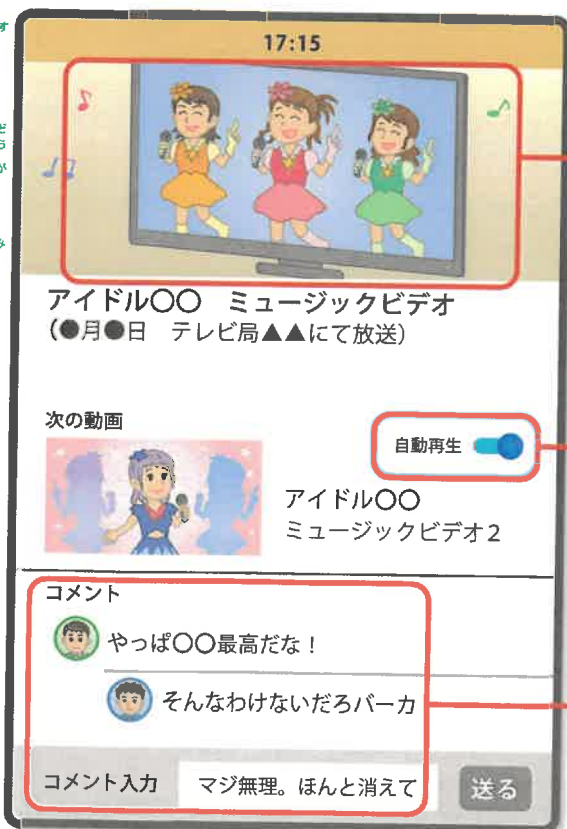 17:15
アイドル〇〇　ミュージックビデオ
(●月●日　テレビ局▲▲にて放送)
次の動画
自動再生
アイドル〇〇
ミュージックビデオ2
コメント
やっぱ〇〇最高だな！
そんなわけないだろバーカ
コメント入力
マジ無理。ほんと消えて
送る